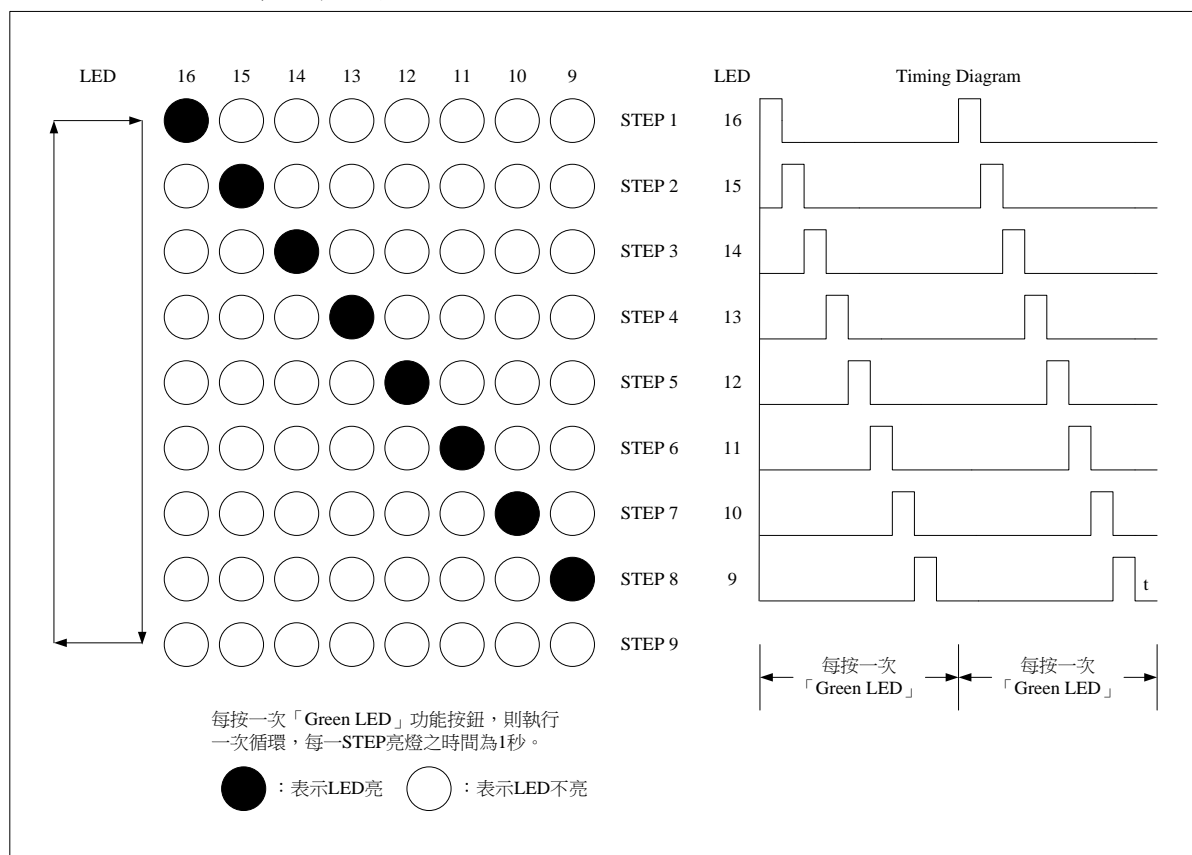 LED 16 15 14 13 12 11 10 9 LED Timing Diagram
STEP 1 16
STEP 2 15
STEP 3 14
STEP 4 13
STEP 5 12
STEP 6 11
STEP 7 10
STEP 8 9 t
STEP 9
每按一次 每按一次
「Green LED」 「Green LED」
每按一次「Green LED」功能按鈕，則執行
一次循環，每一STEP亮燈之時間為1秒。
：表示LED亮 ：表示LED不亮